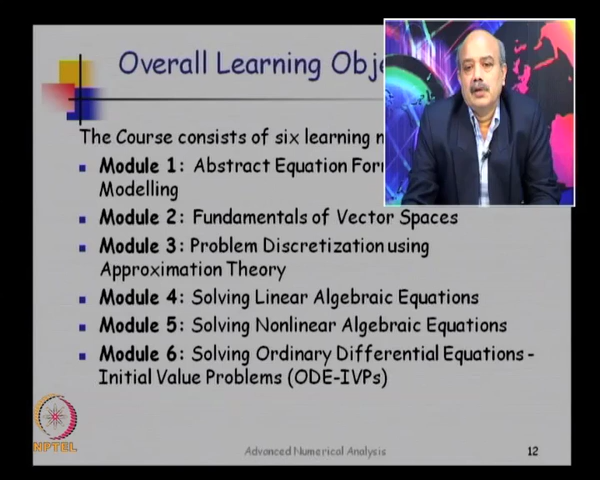 Overall Learning
The Course consists of six learning
Module 1: Abstract Equation
Modelling
Module 2: Fundamentals of Vector Spaces
Module 3: Problem Discretization using
Approximation Theory
Module 4: Solving Linear Algebraic Equations
Module 5: Solving Nonlinear Algebraic Equations
Module 6: Solving Ordinary Differential Equations -
Initial Value Problems (ODE-IVPs)
NPTEL
Advanced Numerical Analysis
12